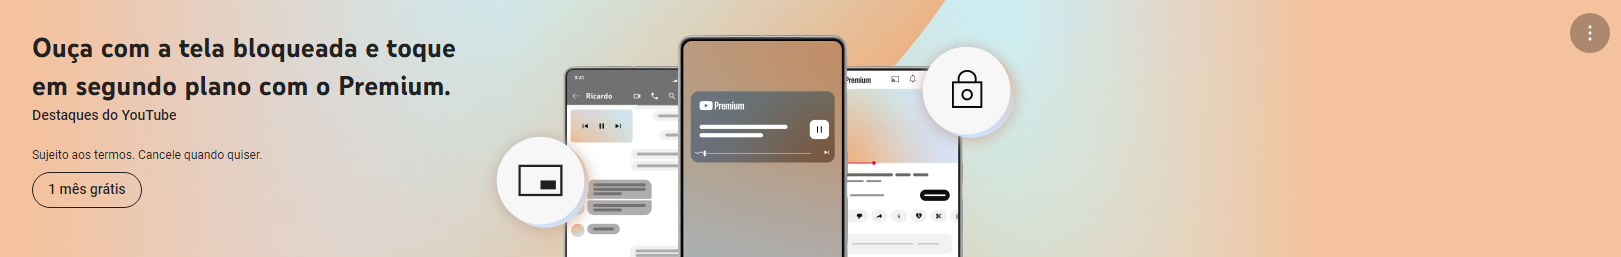 Ouça com a tela bloqueada e toque
em segundo plano com o Premium.
Destaques do YouTube
Sujeito aos termos. Cancele quando quiser.
1 mês grátis
9:41
Ricardo
Premium
Premium